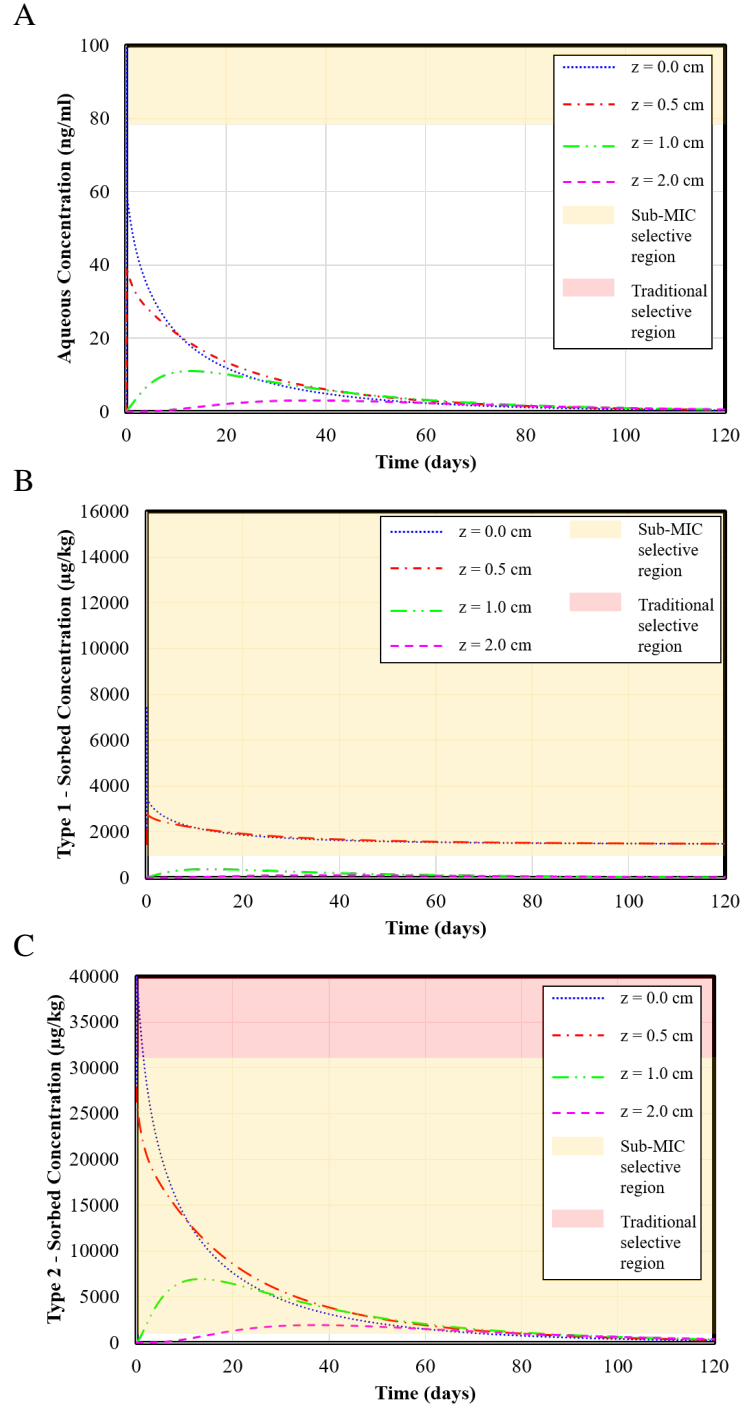 A
Aqueous Concentration (ng/ml)
100
80
60
40
20
0
z = 0.0 cm
z = 0.5 cm
z = 1.0 cm
z = 2.0 cm
Sub-MIC
selective
region
Traditional
selective
region
0 20 40 60 80 100 120
Time (days)
B
Type 1 - Sorbed Concentration (µg/kg)
16000
14000
12000
10000
8000
6000
4000
2000
0
z = 0.0 cm
z = 0.5 cm
z = 1.0 cm
z = 2.0 cm
Sub-MIC
selective
region
Traditional
selective
region
0 20 40 60 80 100 120
Time (days)
C
Type 2 - Sorbed Concentration (µg/kg)
40000
35000
30000
25000
20000
15000
10000
5000
0
z = 0.0 cm
z = 0.5 cm
z = 1.0 cm
z = 2.0 cm
Sub-MIC
selective
region
Traditional
selective
region
0 20 40 60 80 100 120
Time (days)